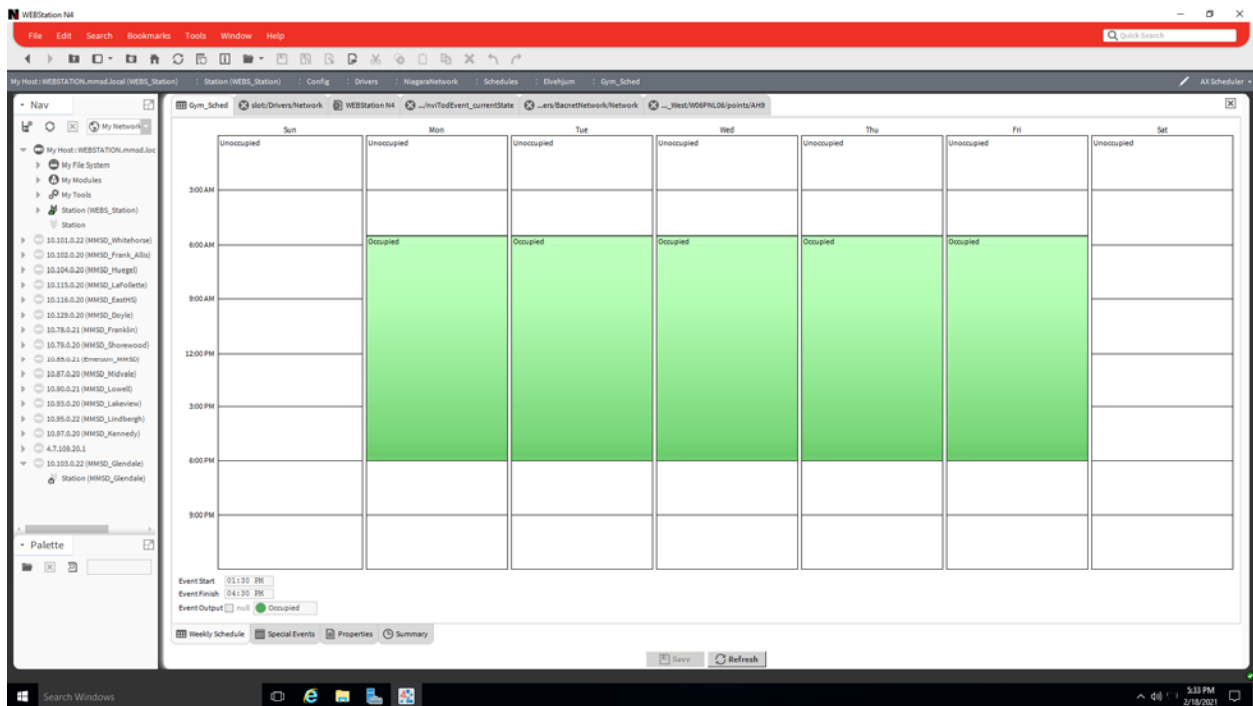 WEBStation N4
File Edit Search Bookmarks Tools Window Help
Quick Search
My Host : WEBSTATION.mmsd.local (WEBS_Station) : Station (WEBS_Station) : Config : Drivers : NiagaraNetwork : Schedules : Elvehjum : Gym_Sched AX Scheduler
Nav
My Network
My Host : WEBSTATION.mmsd.loc
My File System
My Modules
My Tools
Station (WEBS_Station)
Station
10.101.0.22 (MMSD_Whitehorse)
10.102.0.20 (MMSD_Frank_Allis)
10.104.0.20 (MMSD_Huegel)
10.115.0.20 (MMSD_LaFollette)
10.116.0.20 (MMSD_EastHS)
10.129.0.20 (MMSD_Doyle)
10.78.0.21 (MMSD_Franklin)
10.79.0.20 (MMSD_Shorewood)
10.85.0.21 (Emerson_MMSD)
10.87.0.20 (MMSD_Midvale)
10.90.0.21 (MMSD_Lowell)
10.93.0.20 (MMSD_Lakeview)
10.95.0.22 (MMSD_Lindbergh)
10.97.0.20 (MMSD_Kennedy)
4.7.109.20.1
10.103.0.22 (MMSD_Glendale)
Station (MMSD_Glendale)
Palette
Gym_Sched slot:/Drivers/Network WEBStation N4 .../nviTodEvent_currentState ...ers/BacnetNetwork/Network ..._West/W06PNL06/points/AH9
Sun Mon Tue Wed Thu Fri Sat
Unoccupied Unoccupied Unoccupied Unoccupied Unoccupied Unoccupied Unoccupied
3:00 AM
Occupied Occupied Occupied Occupied Occupied
6:00 AM
9:00 AM
12:00 PM
3:00 PM
6:00 PM
9:00 PM
Event Start 01:30 PM
Event Finish 04:30 PM
Event Output null Occupied
Weekly Schedule Special Events Properties Summary
Save Refresh
Search Windows
5:33 PM
2/18/2021